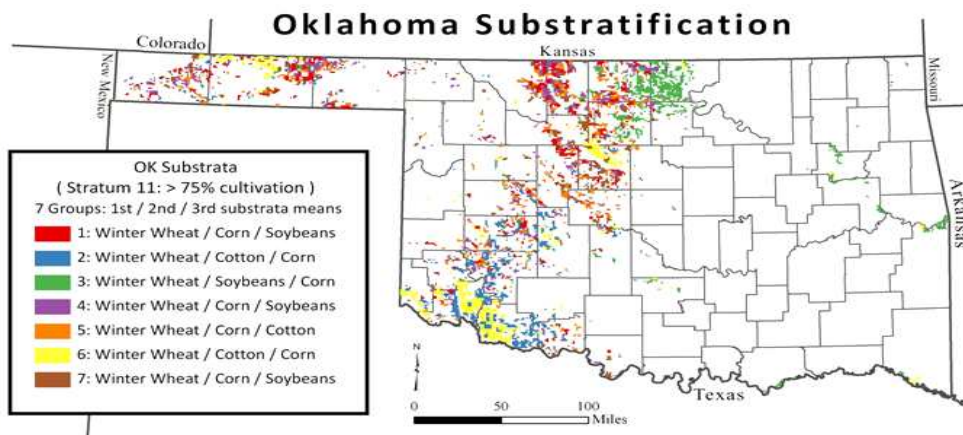 Oklahoma Substratification
Colorado
Kansas
New Mexico
Missouri
OK Substrata
( Stratum 11: > 75% cultivation )
7 Groups: 1st / 2nd / 3rd substrata means
1: Winter Wheat / Corn / Soybeans
2: Winter Wheat / Cotton / Corn
3: Winter Wheat / Soybeans / Corn
4: Winter Wheat / Corn / Soybeans
5: Winter Wheat / Corn / Cotton
6: Winter Wheat / Cotton / Corn
7: Winter Wheat / Corn / Soybeans
Arkansas
N
Texas
0 50 100
Miles